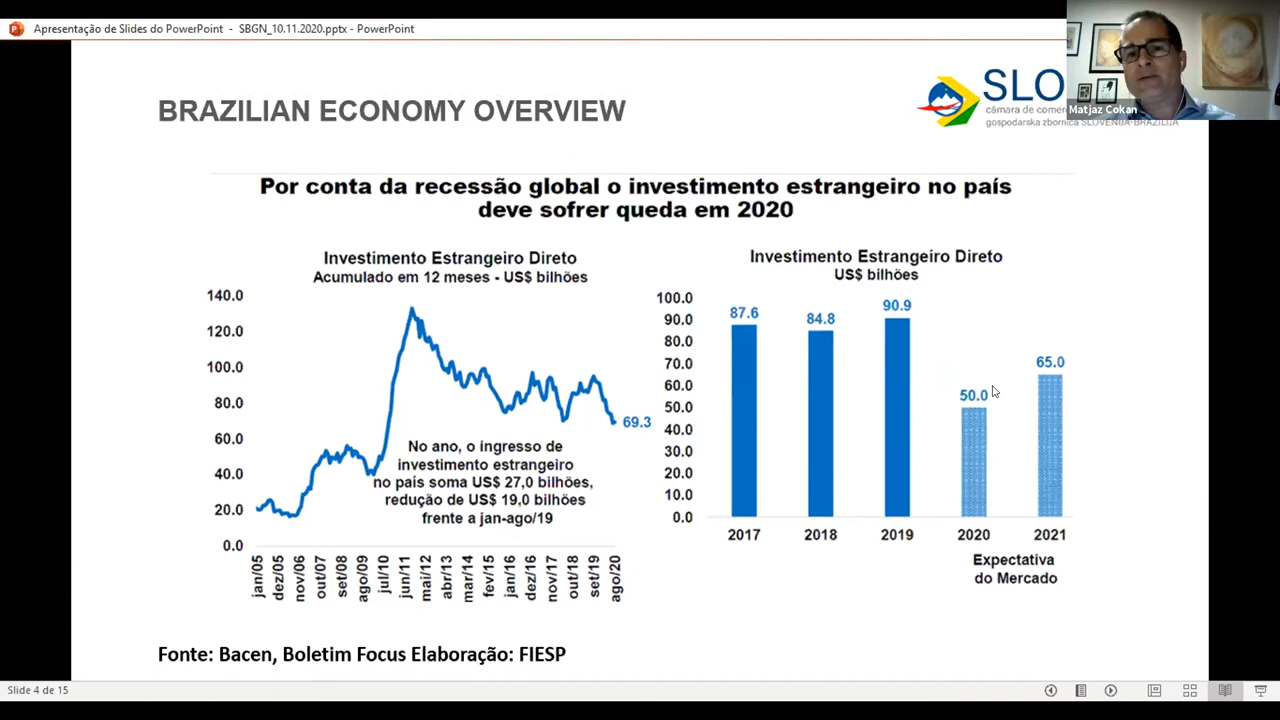 Apresentação de Slides do PowerPoint - SBGN_10.11.2020.pptx - PowerPoint
Matjaz Cokan
BRAZILIAN ECONOMY OVERVIEW
SLO
câmara de comer
gospodarska zbornica SLOVENIJA-BRAZILIJA
Por conta da recessão global o investimento estrangeiro no país
deve sofrer queda em 2020
Investimento Estrangeiro Direto
Acumulado em 12 meses - US$ bilhões
140.0
120.0
100.0
80.0
60.0
40.0
20.0
0.0
69.3
No ano, o ingresso de
investimento estrangeiro
no país soma US$ 27,0 bilhões,
redução de US$ 19,0 bilhões
frente a jan-ago/19
jan/05 dez/05 nov/06 out/07 set/08 ago/09 jul/10 jun/11 mai/12 abr/13 mar/14 fev/15 jan/16 dez/16 nov/17 out/18 set/19 ago/20
Investimento Estrangeiro Direto
US$ bilhões
100.0
90.0
80.0
70.0
60.0
50.0
40.0
30.0
20.0
10.0
0.0
87.6 84.8 90.9 50.0 65.0
2017 2018 2019 2020 2021
Expectativa
do Mercado
Fonte: Bacen, Boletim Focus Elaboração: FIESP
Slide 4 de 15